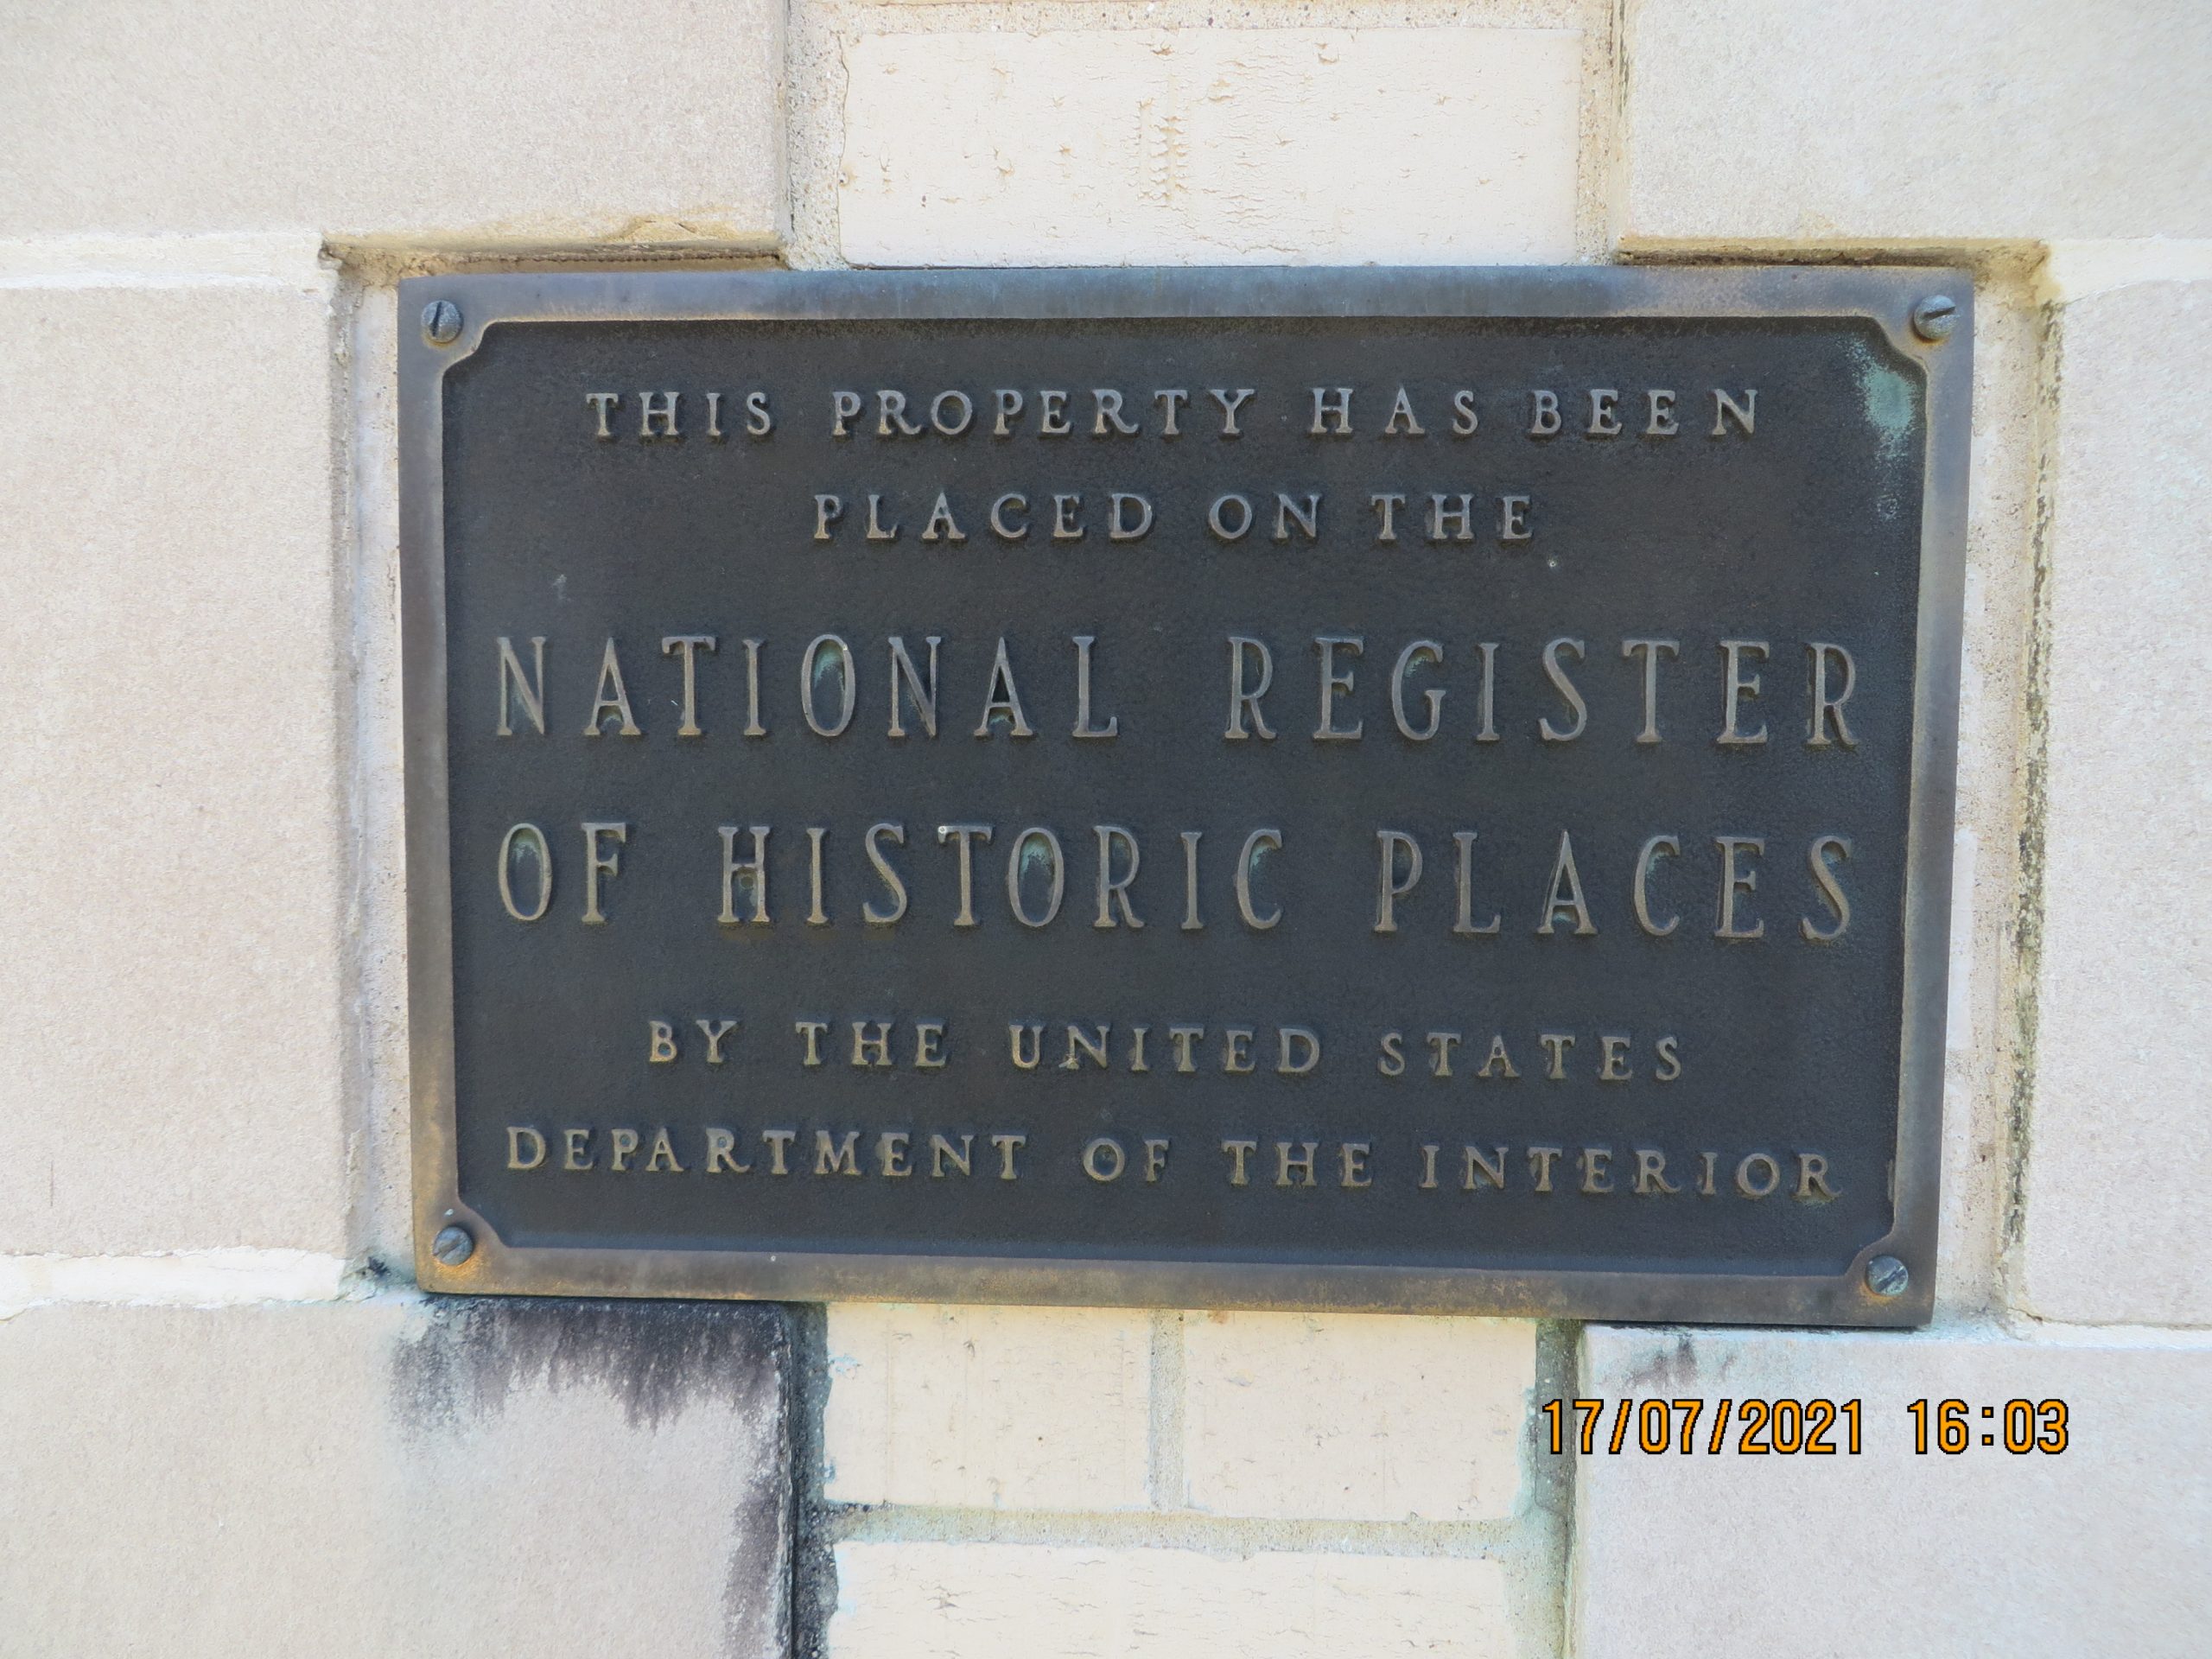 THIS PROPERTY HAS BEEN
PLACED ON THE
NATIONAL REGISTER
OF HISTORIC PLACES
BY THE UNITED STATES
DEPARTMENT OF THE INTERIOR
17/07/2021 16:03